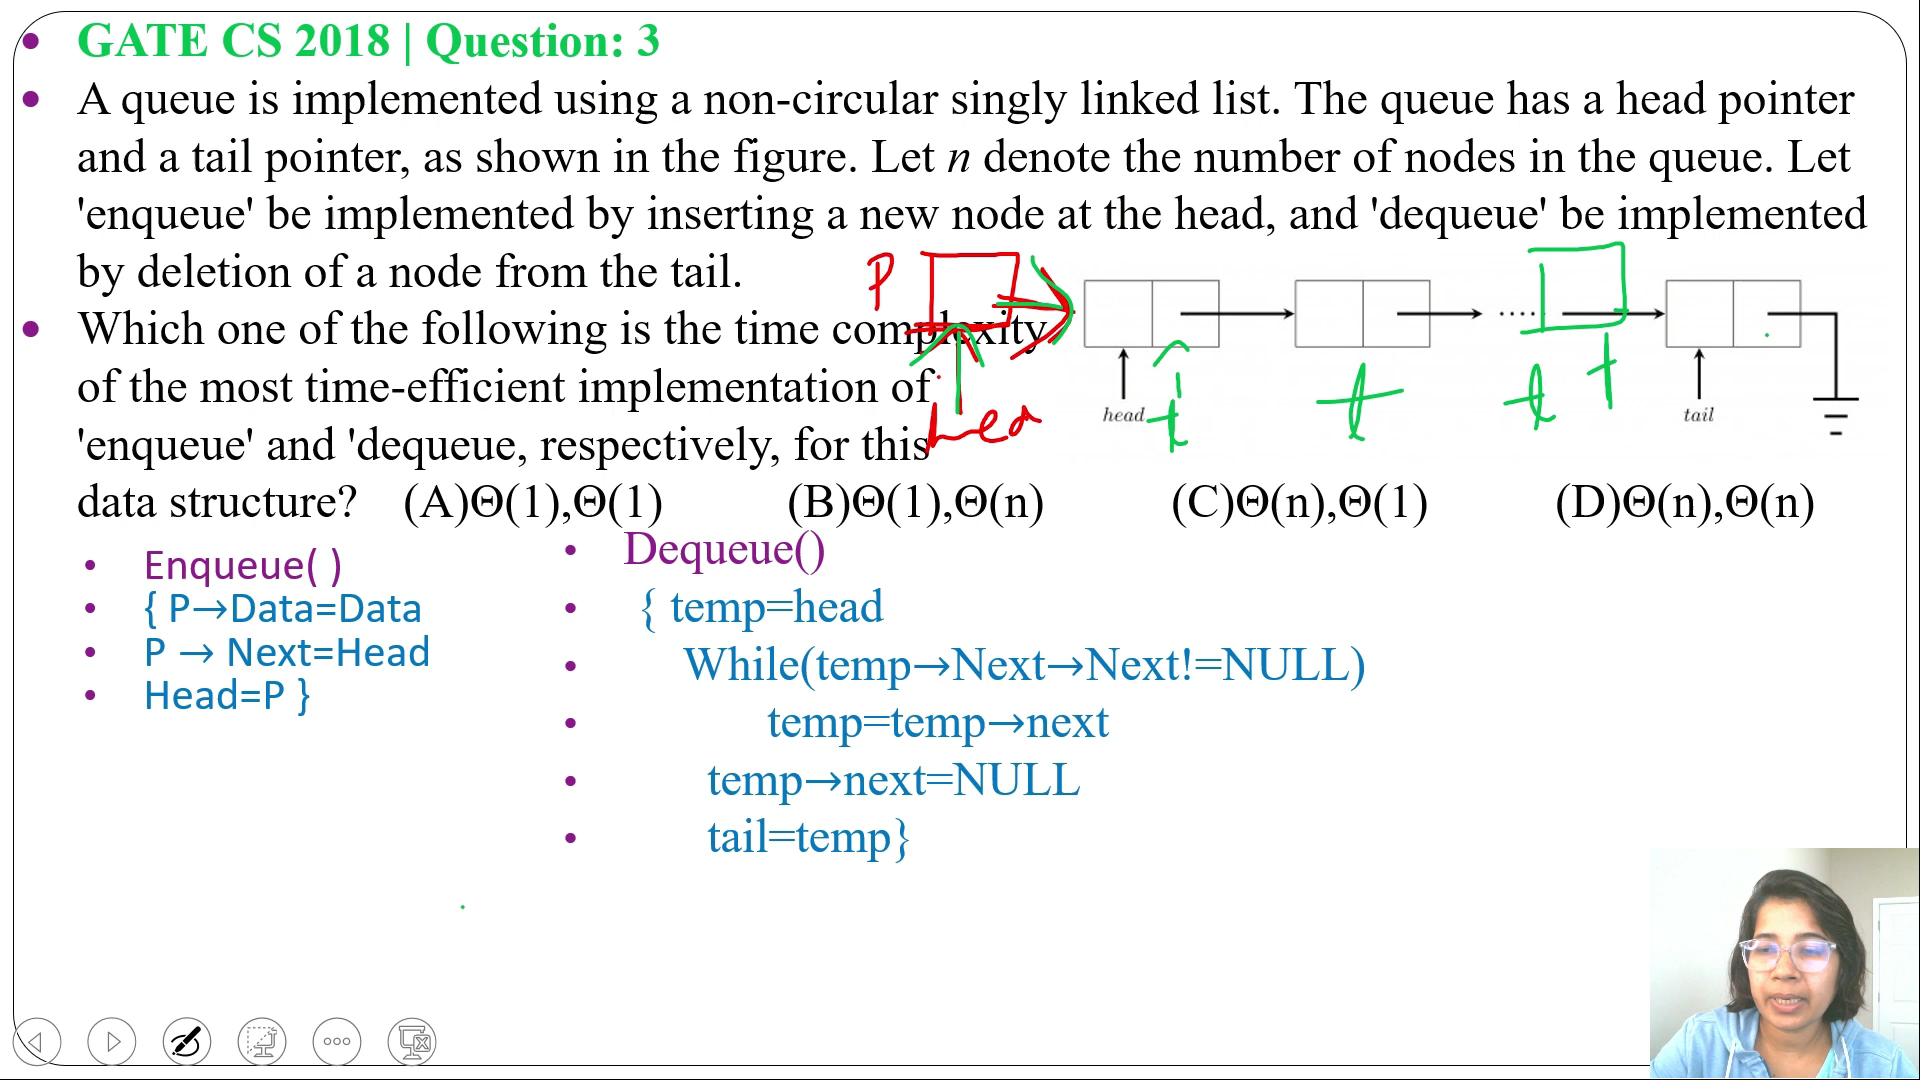 GATE CS 2018 | Question: 3
A queue is implemented using a non-circular singly linked list. The queue has a head pointer
and a tail pointer, as shown in the figure. Let n denote the number of nodes in the queue. Let
'enqueue' be implemented by inserting a new node at the head, and 'dequeue' be implemented
by deletion of a node from the tail.
Which one of the following is the time complexity
of the most time-efficient implementation of
'enqueue' and 'dequeue, respectively, for this
data structure? (A)Θ(1),Θ(1) (B)Θ(1),Θ(n) (C)Θ(n),Θ(1) (D)Θ(n),Θ(n)
P
head
tail
Hea
t
t
t
t
Enqueue( )
{ P→Data=Data
P → Next=Head
Head=P }
Dequeue()
{ temp=head
While(temp→Next→Next!=NULL)
temp=temp→next
temp→next=NULL
tail=temp}